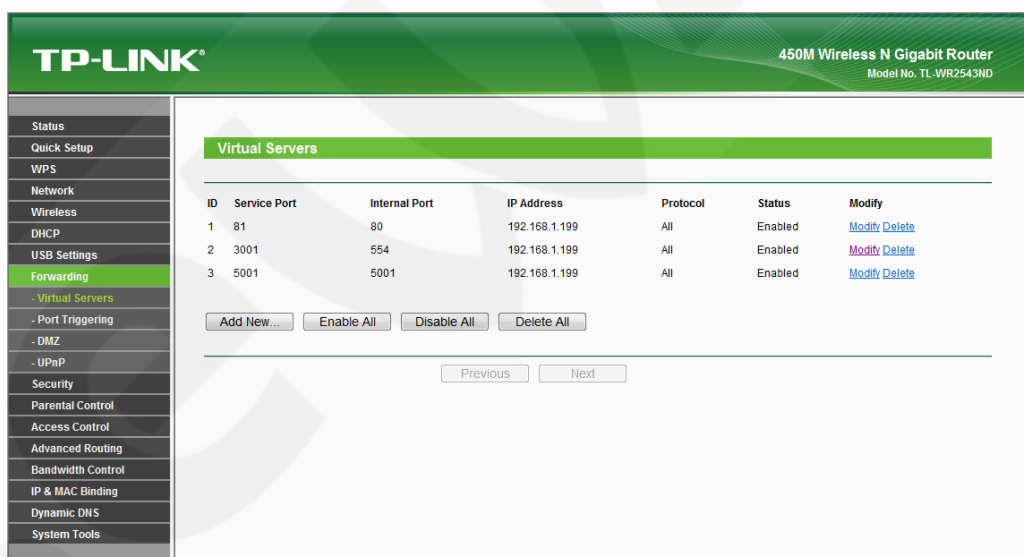 TP-LINK®
450M Wireless N Gigabit Router
Model No. TL-WR2543ND
Status
Quick Setup
WPS
Network
Wireless
DHCP
USB Settings
Forwarding
- Virtual Servers
- Port Triggering
- DMZ
- UPnP
Security
Parental Control
Access Control
Advanced Routing
Bandwidth Control
IP & MAC Binding
Dynamic DNS
System Tools
Virtual Servers
ID Service Port Internal Port IP Address Protocol Status Modify
1 81 80 192.168.1.199 All Enabled Modify Delete
2 3001 554 192.168.1.199 All Enabled Modify Delete
3 5001 5001 192.168.1.199 All Enabled Modify Delete
Add New... Enable All Disable All Delete All
Previous Next